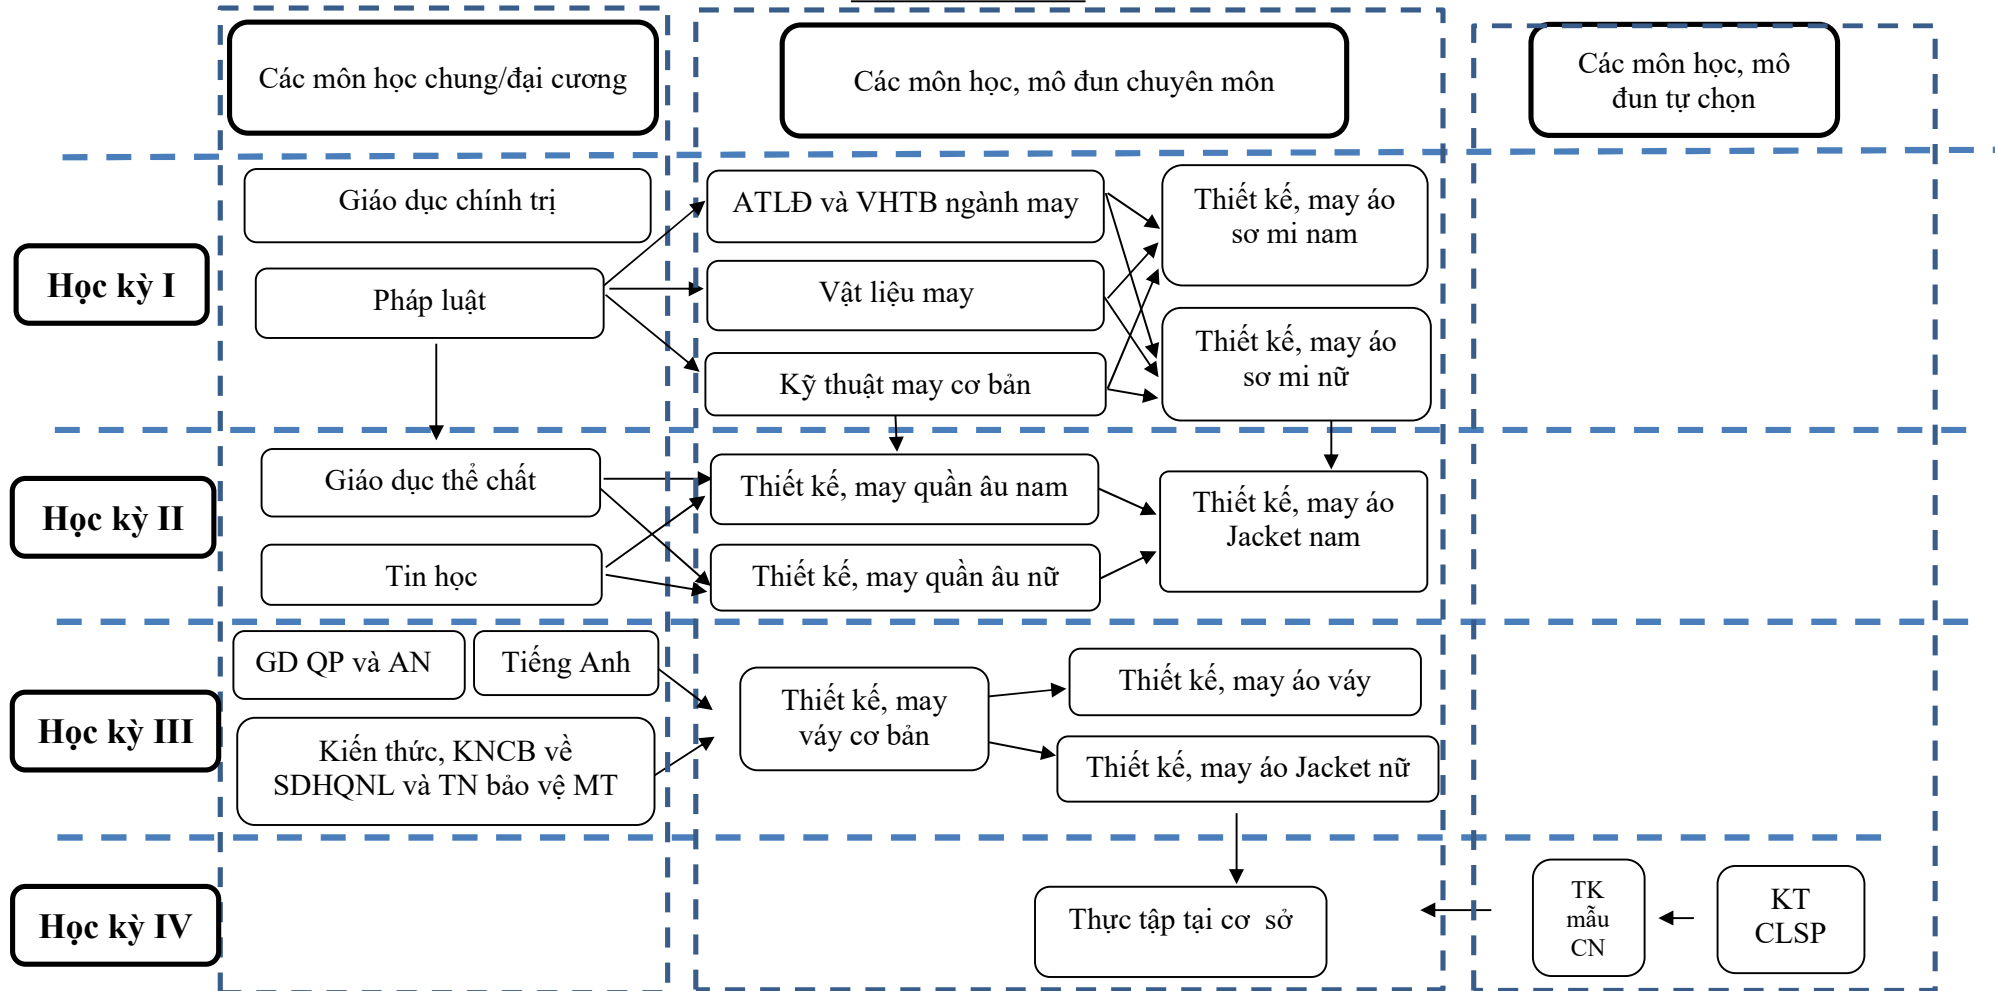 Các môn học chung/đại cương
Các môn học, mô đun chuyên môn
Các môn học, mô
đun tự chọn
Học kỳ I
Giáo dục chính trị
Pháp luật
ATLĐ và VHTB ngành may
Vật liệu may
Kỹ thuật may cơ bản
Thiết kế, may áo
sơ mi nam
Thiết kế, may áo
sơ mi nữ
Học kỳ II
Giáo dục thể chất
Tin học
Thiết kế, may quần âu nam
Thiết kế, may quần âu nữ
Thiết kế, may áo
Jacket nam
Học kỳ III
GD QP và AN
Tiếng Anh
Kiến thức, KNCB về
SDHQNL và TN bảo vệ MT
Thiết kế, may
váy cơ bản
Thiết kế, may áo váy
Thiết kế, may áo Jacket nữ
Học kỳ IV
Thực tập tại cơ  sở
TK
mẫu
CN
KT
CLSP